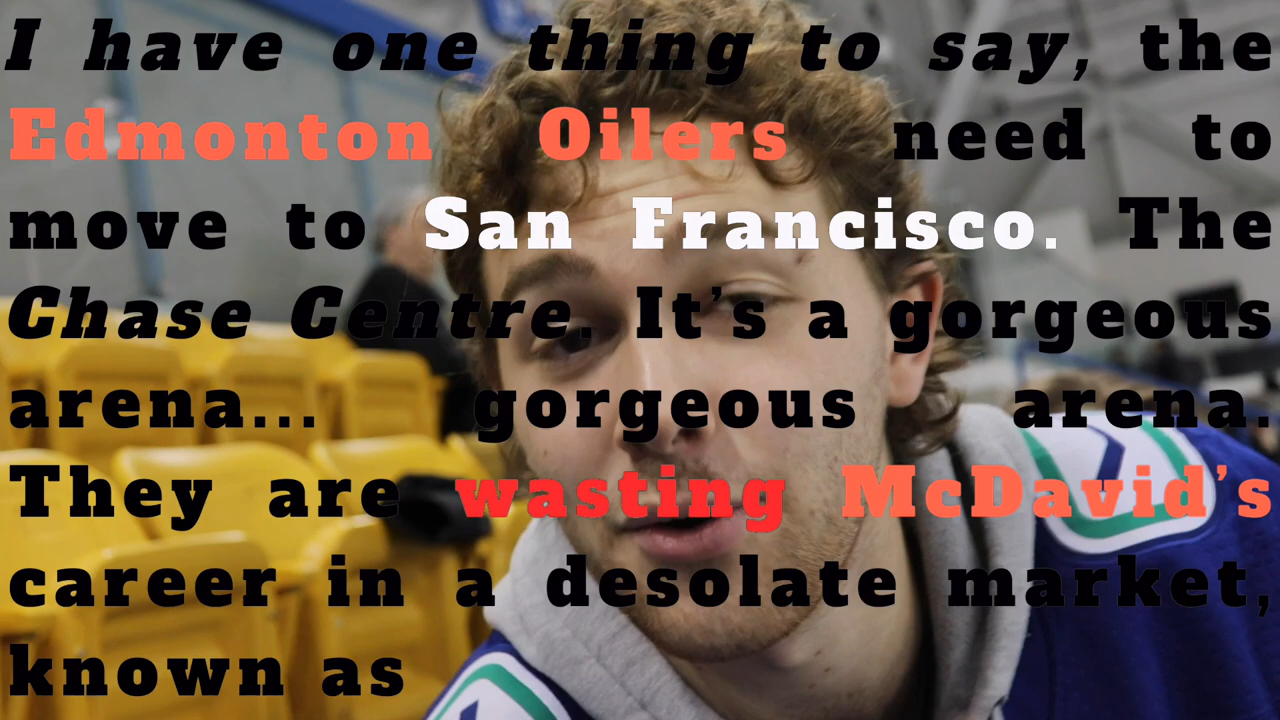 I have one thing to say, the
Edmonton Oilers need to
move to San Francisco. The
Chase Centre. It's a gorgeous
arena... gorgeous arena.
They are wasting McDavid's
career in a desolate market,
known as